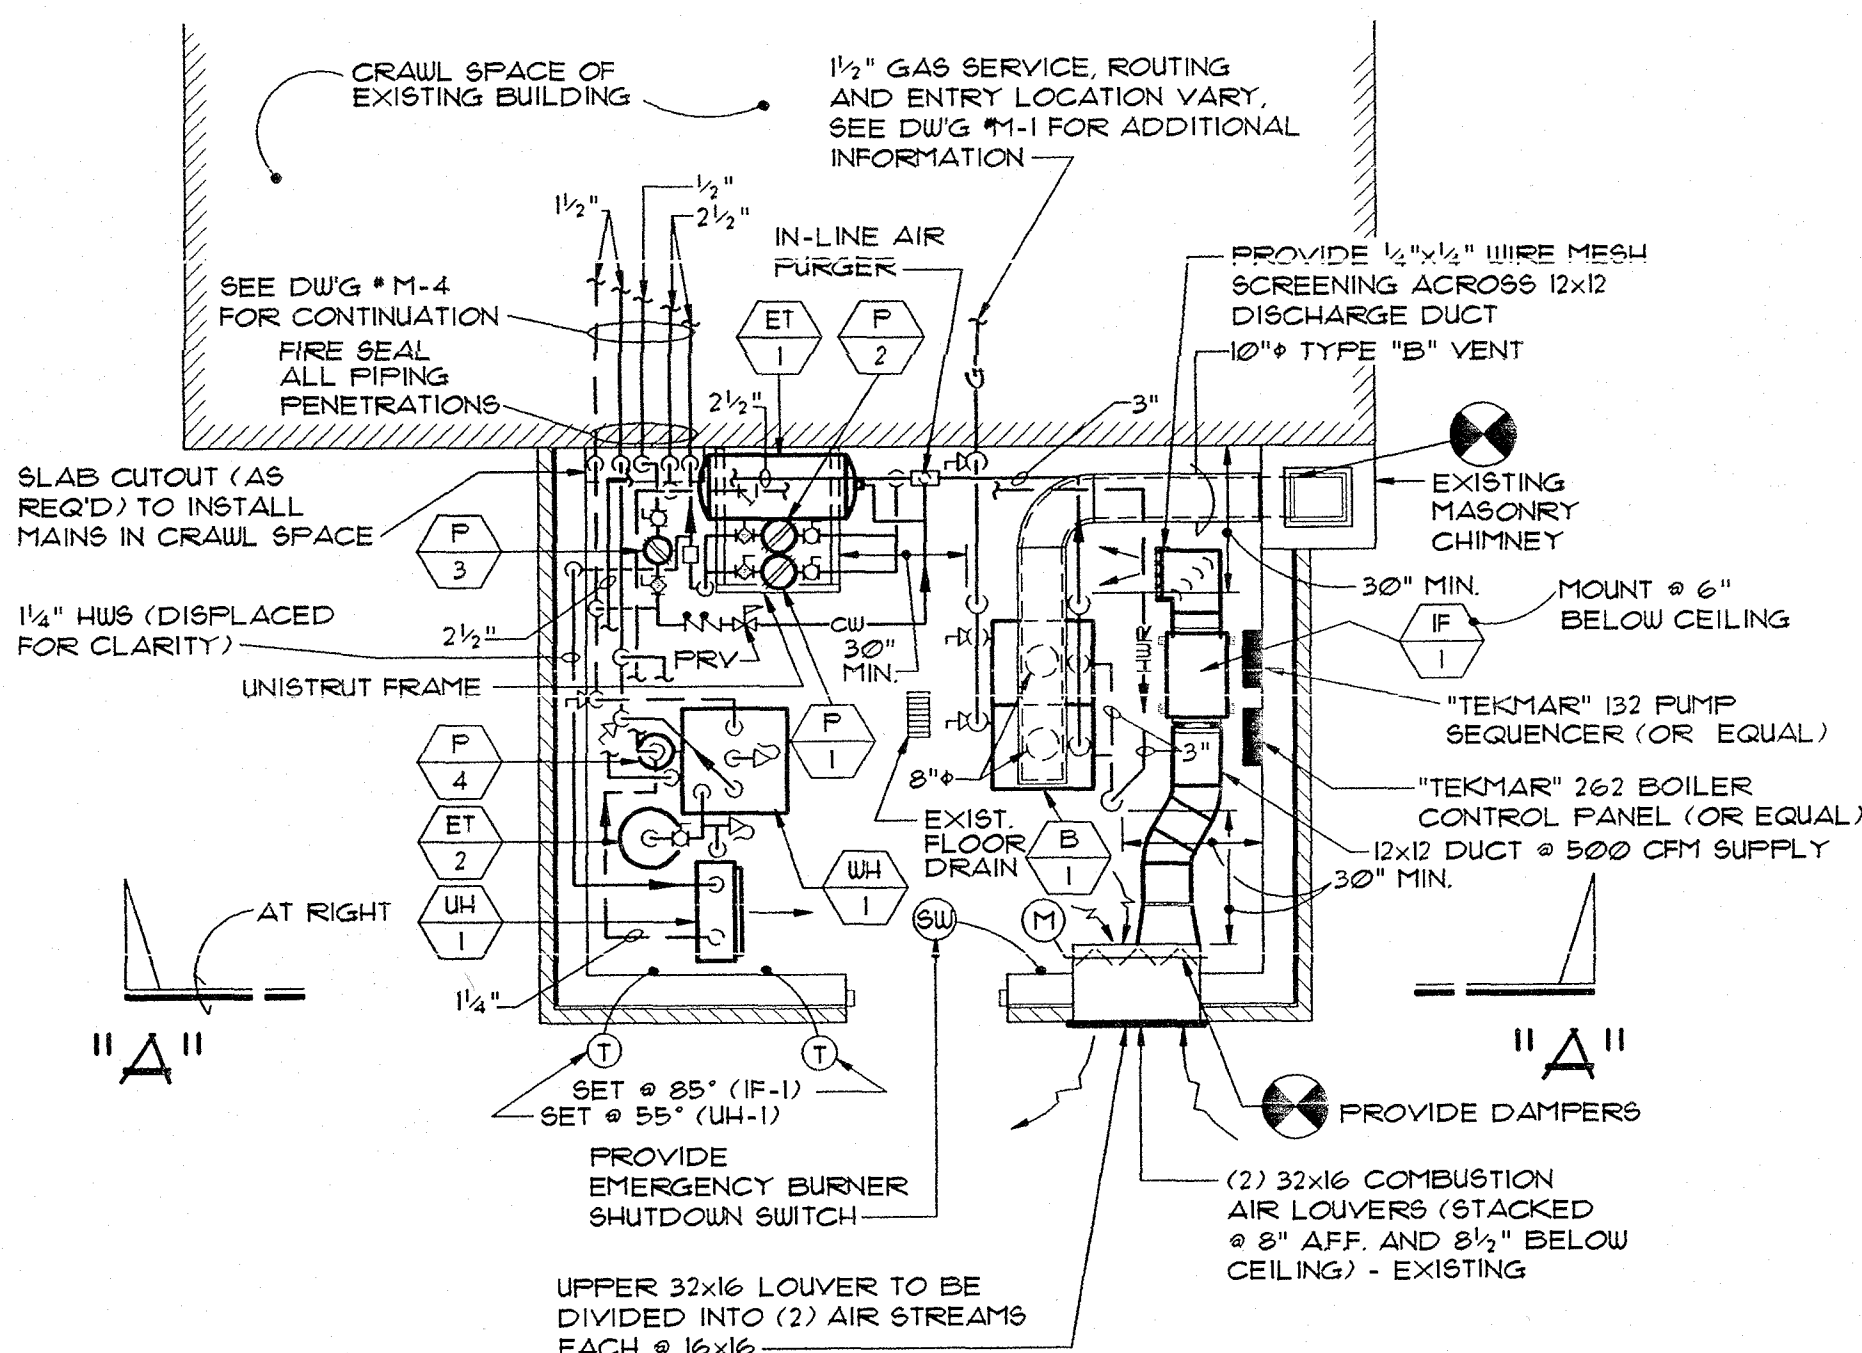 CRAWL SPACE OF
EXISTING BUILDING
1½" GAS SERVICE, ROUTING
AND ENTRY LOCATION VARY,
SEE DW'G #M-1 FOR ADDITIONAL
INFORMATION
½"
1½"
2½"
IN-LINE AIR
PURGER
PROVIDE ¼"x¼" WIRE MESH
SCREENING ACROSS 12x12
DISCHARGE DUCT
10"Φ TYPE "B" VENT
SEE DW'G # M-4
FOR CONTINUATION
FIRE SEAL
ALL PIPING
PENETRATIONS
ET
1
P
2
G
2½"
3"
SLAB CUTOUT (AS
REQ'D) TO INSTALL
MAINS IN CRAWL SPACE
EXISTING
MASONRY
CHIMNEY
P
3
30" MIN.
MOUNT @ 6"
BELOW CEILING
IF
1
1¼" HWS (DISPLACED
FOR CLARITY)
2½"
PRV
CW
30"
MIN.
HWR
UNISTRUT FRAME
"TEKMAR" 132 PUMP
SEQUENCER (OR EQUAL)
P
1
P
4
8"Φ
3"
"TEKMAR" 262 BOILER
CONTROL PANEL (OR EQUAL)
ET
2
EXIST.
FLOOR
DRAIN
B
1
12x12 DUCT @ 500 CFM SUPPLY
30" MIN.
WH
1
UH
1
AT RIGHT
SW
M
1¼"
"A"
"A"
T
T
SET @ 85° (IF-1)
SET @ 55° (UH-1)
PROVIDE DAMPERS
PROVIDE
EMERGENCY BURNER
SHUTDOWN SWITCH
(2) 32x16 COMBUSTION
AIR LOUVERS (STACKED
@ 8" A.F.F. AND 8½" BELOW
CEILING) - EXISTING
UPPER 32x16 LOUVER TO BE
DIVIDED INTO (2) AIR STREAMS
EACH @ 16x16